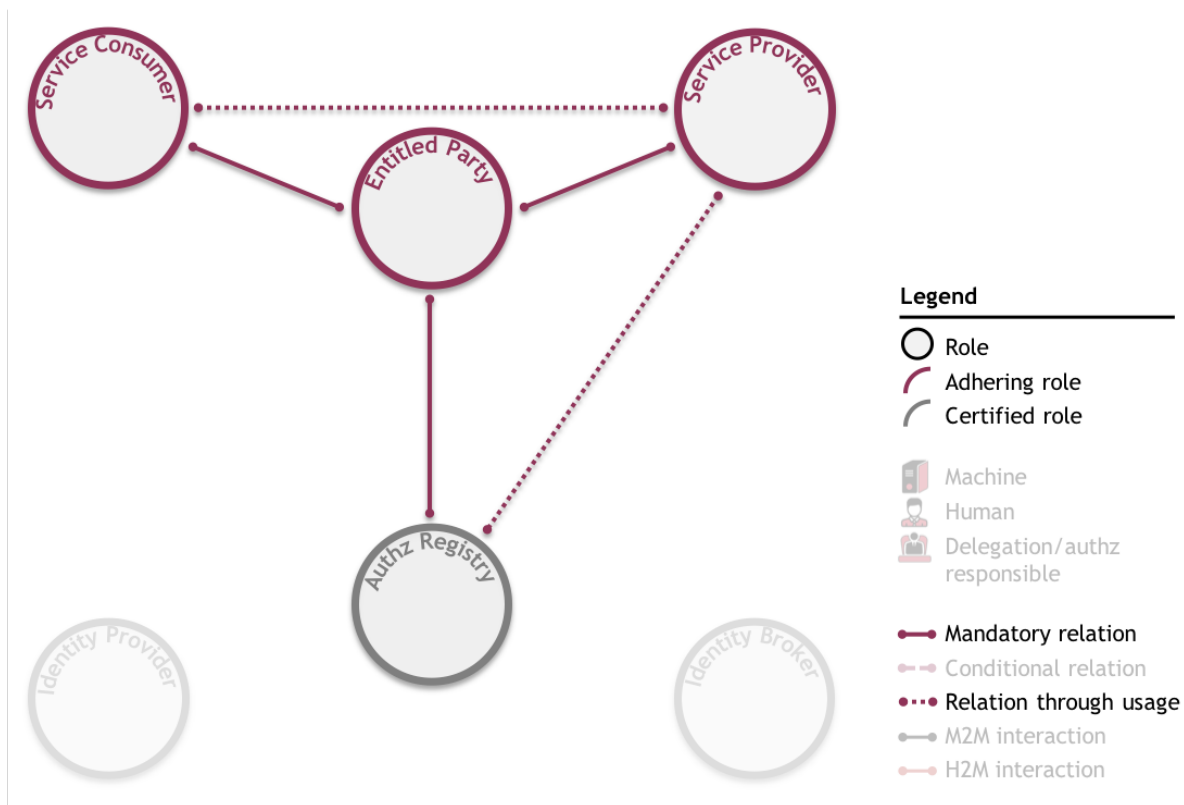 Service Consumer
Service Provider
Entitled Party
Authz Registry
Identity Provider
Identity Broker
Legend
Role
Adhering role
Certified role
Machine
Human
Delegation/authz
responsible
Mandatory relation
Conditional relation
Relation through usage
M2M interaction
H2M interaction